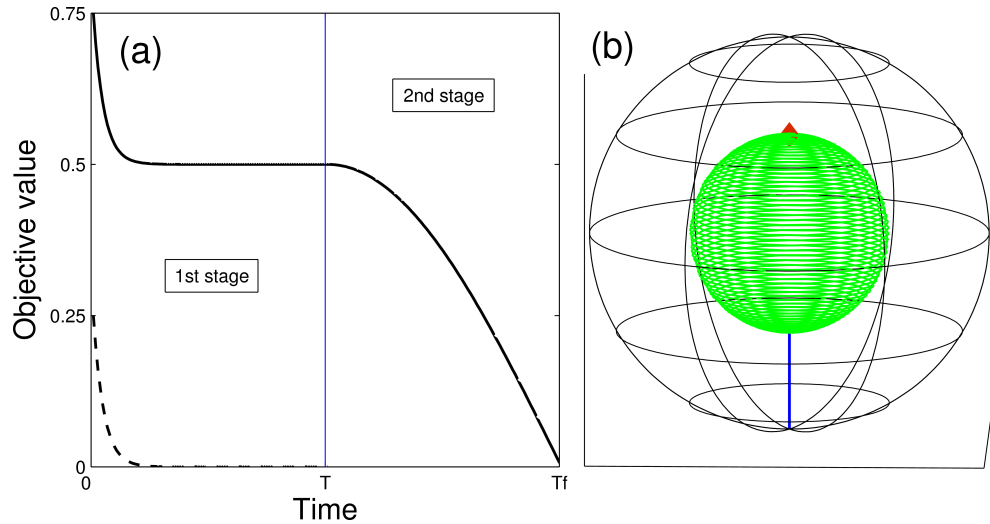 (a)
(b)
0.75
0.5
0.25
0
Objective value
2nd stage
1st stage
0
T
Tf
Time